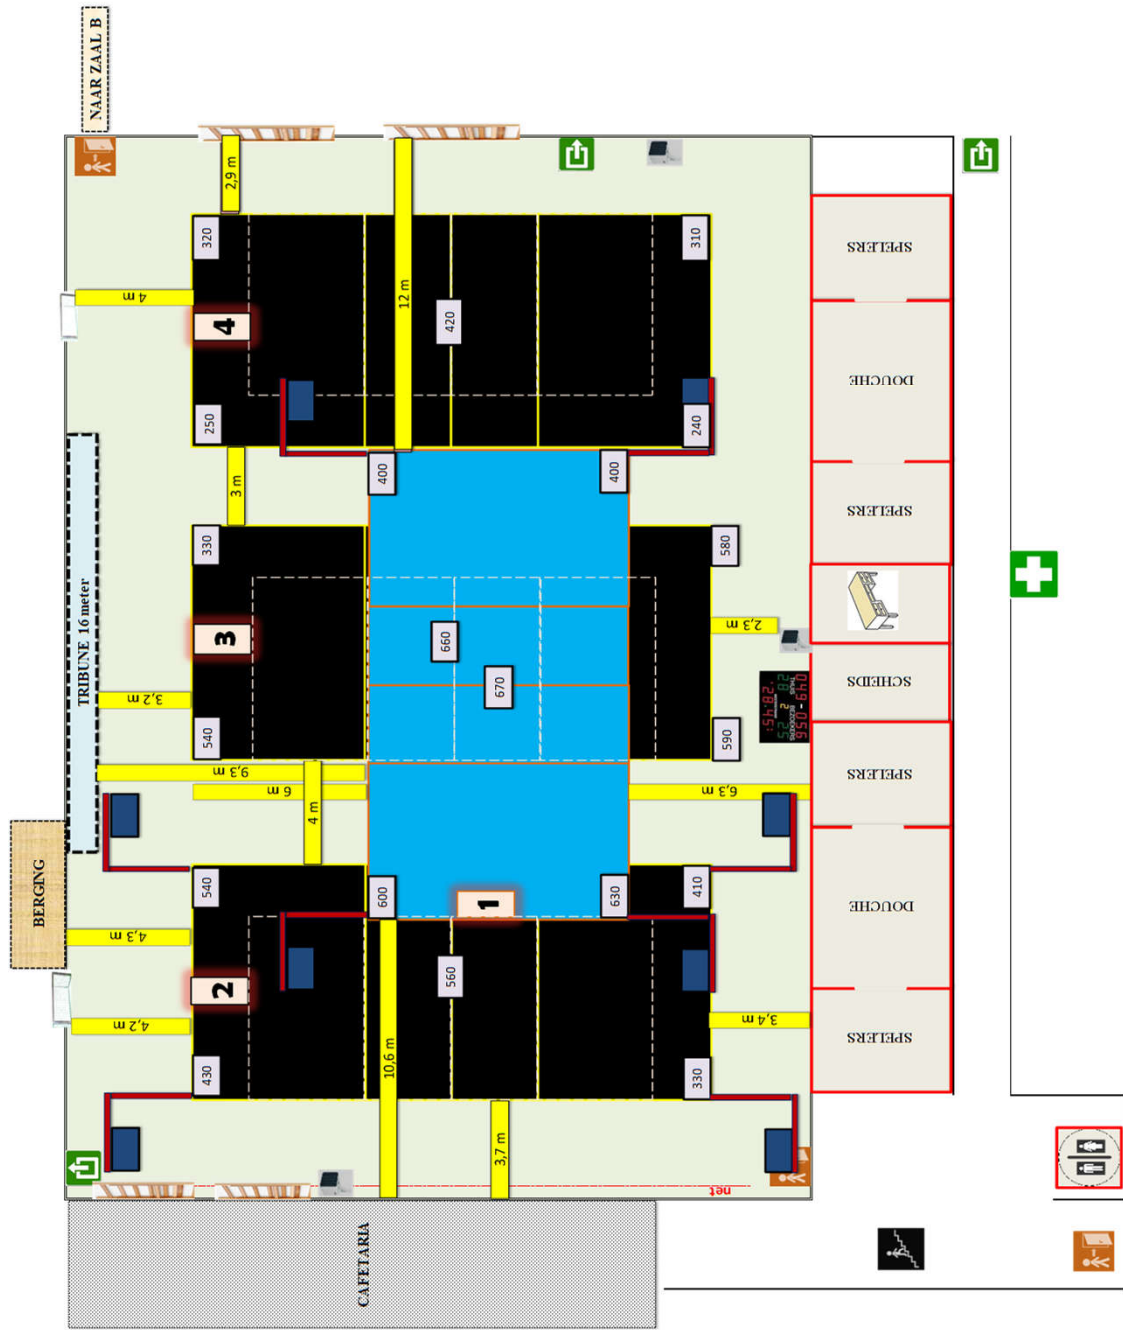 NAAR ZAAL B
2,9 m
320
310
4 m
4
12 m
420
250
240
3 m
400
400
TRIBUNE 16 meter
330
580
3
660
670
2,3 m
3,2 m
540
590
9,3 m
6 m
4 m
6,3 m
BERGING
540
600
630
410
1
4,3 m
2
560
4,2 m
10,6 m
3,4 m
430
330
3,7 m
net
CAFETARIA
SPELERS
DOUCHE
SPELERS
SCHEIDS
SPELERS
DOUCHE
SPELERS
THUIS BEZOEKERS